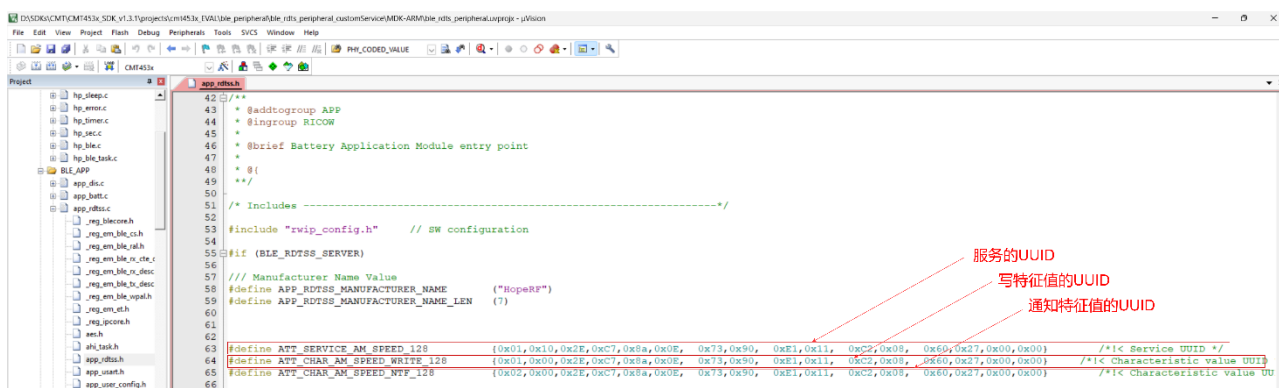 D:\SDKs\CMT\CMT453x_SDK_v1.3.1\projects\cmt453x_EVAL\ble_peripheral\ble_rdts_peripheral_customService\MDK-ARM\ble_rdts_peripheral.uvprojx - µVision
File Edit View Project Flash Debug Peripherals Tools SVCS Window Help
PHY_CODED_VALUE
CMT453x
Project
app_rdtss.h
hp_sleep.c
hp_error.c
hp_timer.c
hp_sec.c
hp_ble.c
hp_ble_task.c
BLE_APP
app_dis.c
app_batt.c
app_rdtss.c
_reg_blecore.h
_reg_em_ble_cs.h
_reg_em_ble_ral.h
_reg_em_ble_rx_cte_c
_reg_em_ble_rx_desc
_reg_em_ble_tx_desc
_reg_em_ble_wpal.h
_reg_em_et.h
_reg_ipcore.h
aes.h
ahi_task.h
app_rdtss.h
app_usart.h
app_user_config.h
42 /**
43 * @addtogroup APP
44 * @ingroup RICOW
45 *
46 * @brief Battery Application Module entry point
47 *
48 * @{
49 **/
50
51 /* Includes ------------------------------------------------------------------*/
52
53 #include "rwip_config.h" // SW configuration
54
55 #if (BLE_RDTSS_SERVER)
56
57 /// Manufacturer Name Value
58 #define APP_RDTSS_MANUFACTURER_NAME ("HopeRF")
59 #define APP_RDTSS_MANUFACTURER_NAME_LEN (7)
60
61
62
63 #define ATT_SERVICE_AM_SPEED_128 {0x01,0x10,0x2E,0xC7,0x8a,0x0E, 0x73,0x90, 0xE1,0x11, 0xC2,0x08, 0x60,0x27,0x00,0x00} /*!< Service UUID */
64 #define ATT_CHAR_AM_SPEED_WRITE_128 {0x01,0x00,0x2E,0xC7,0x8a,0x0E, 0x73,0x90, 0xE1,0x11, 0xC2,0x08, 0x60,0x27,0x00,0x00} /*!< Characteristic value UUID
65 #define ATT_CHAR_AM_SPEED_NTF_128 {0x02,0x00,0x2E,0xC7,0x8a,0x0E, 0x73,0x90, 0xE1,0x11, 0xC2,0x08, 0x60,0x27,0x00,0x00} /*!< Characteristic value UU
66
服务的UUID
写特征值的UUID
通知特征值的UUID